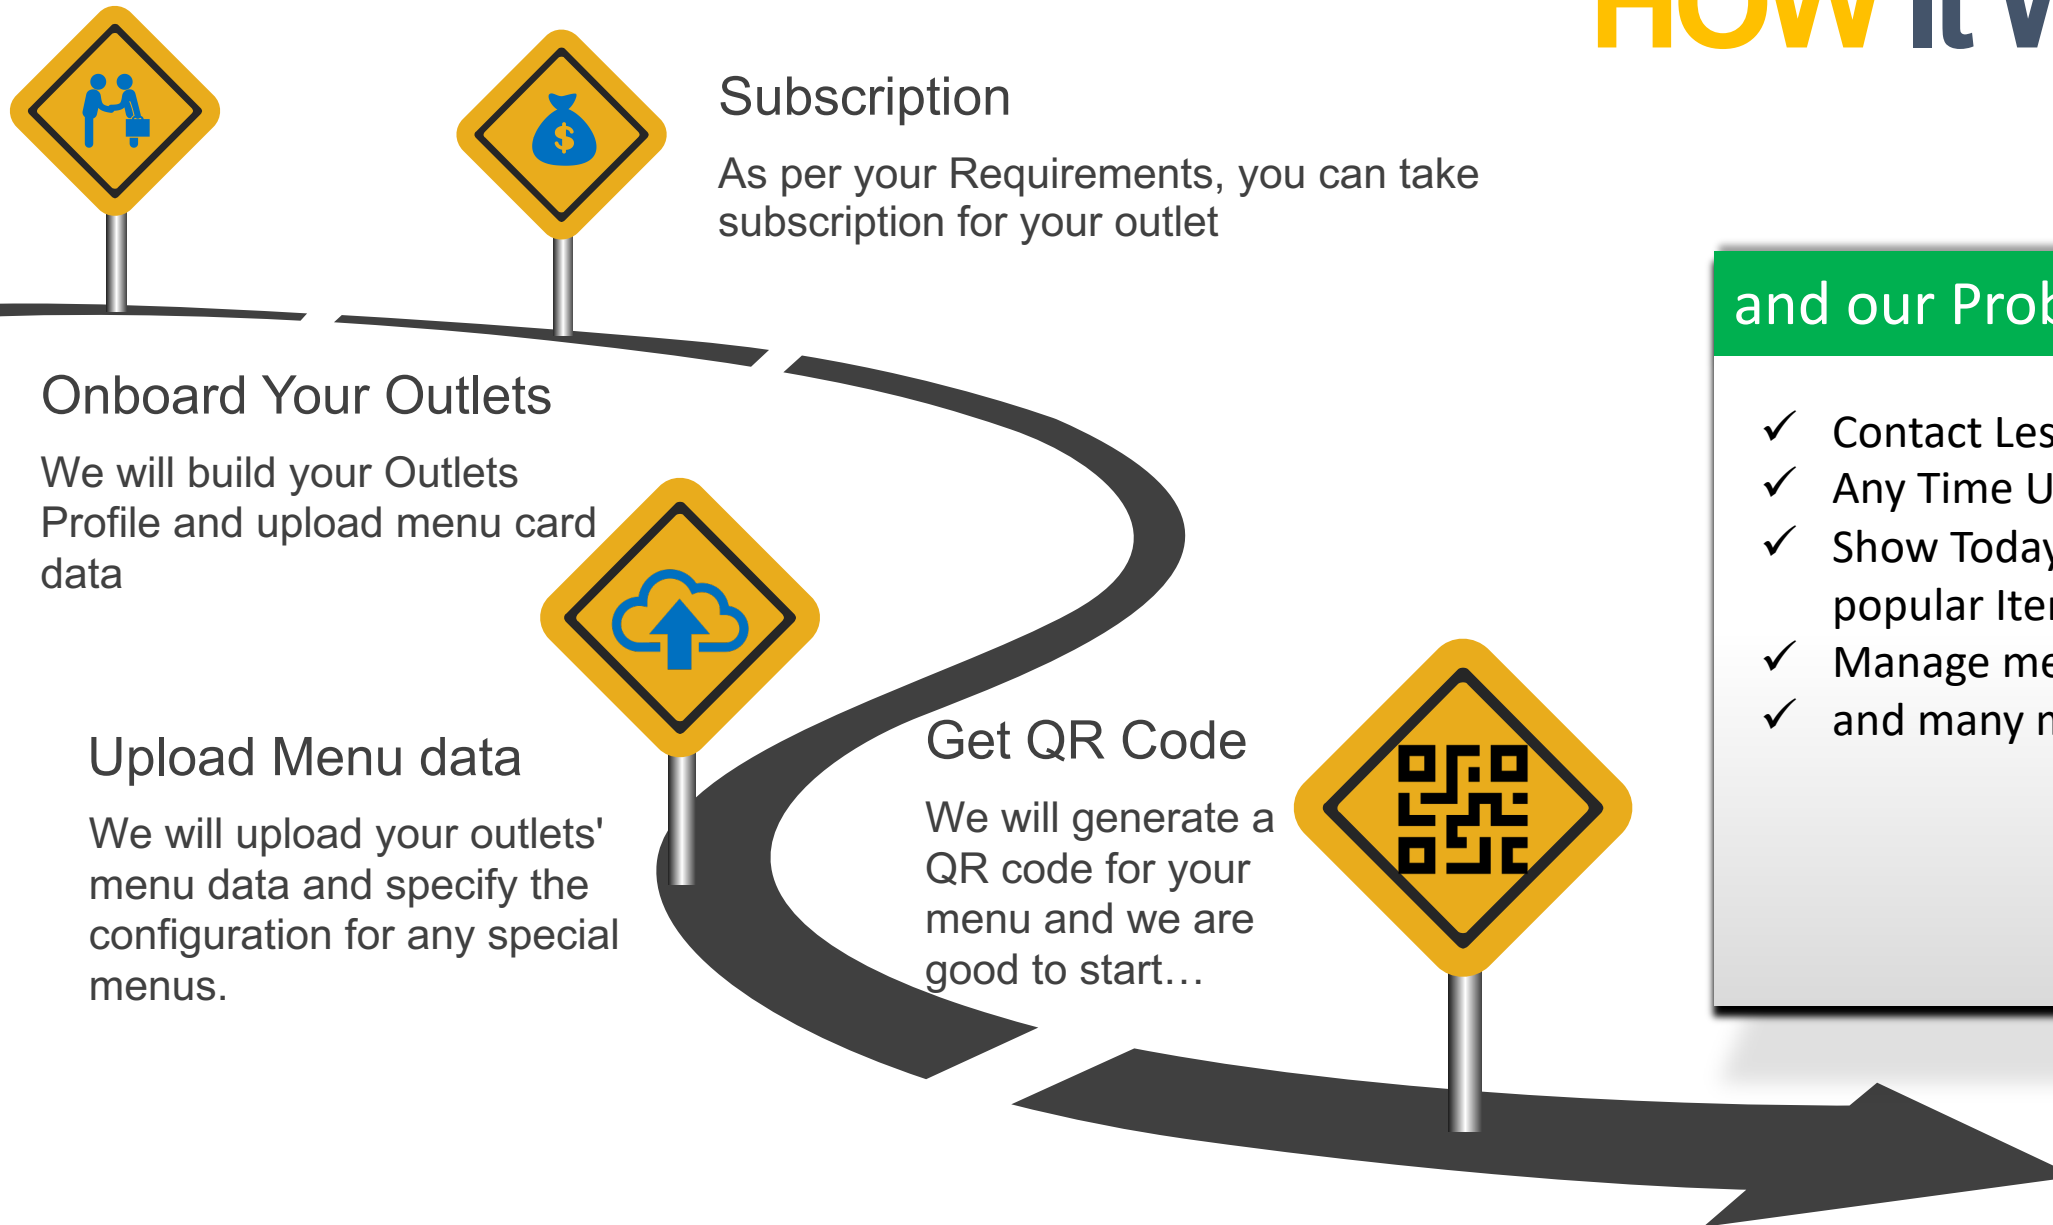 HOW it
Subscription
As per your Requirements, you can take
subscription for your outlet
Onboard Your Outlets
We will build your Outlets
Profile and upload menu card
data
Upload Menu data
We will upload your outlets'
menu data and specify the
configuration for any special
menus.
Get QR Code
We will generate a
QR code for your
menu and we are
good to start…
and our
Contact
Any Time
Show
popular
Manage
and many